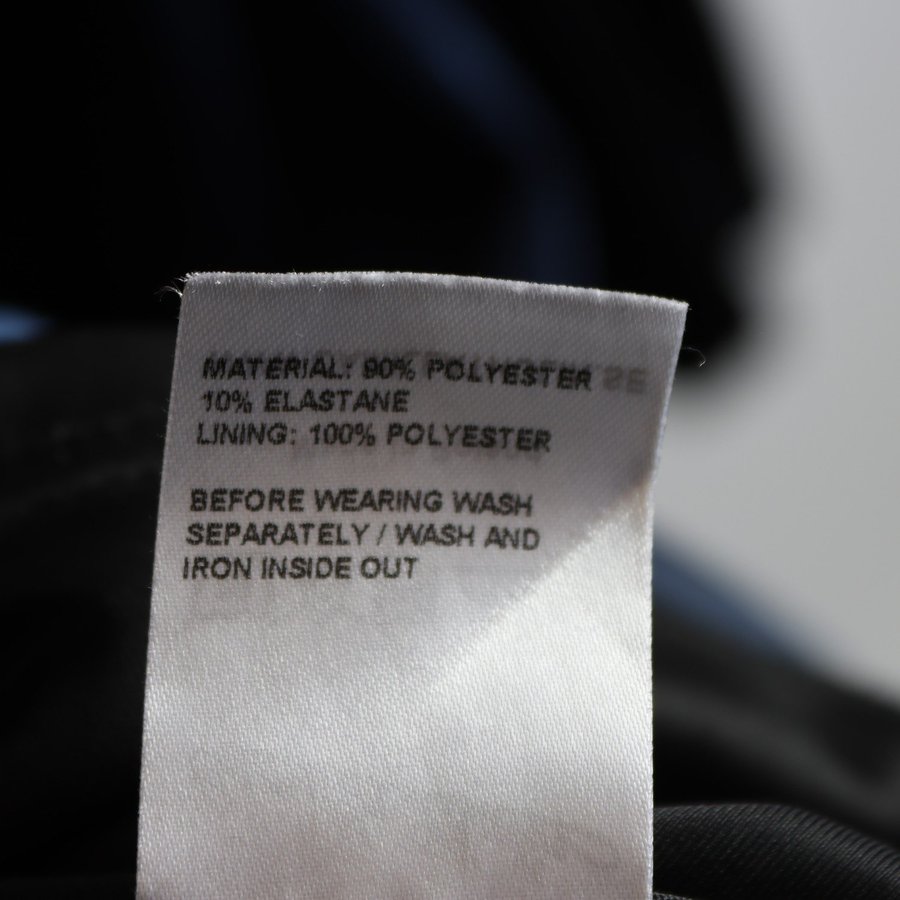 MATERIAL: 90% POLYESTER
10% ELASTANE
LINING: 100% POLYESTER
BEFORE WEARING WASH
SEPARATELY / WASH AND
IRON INSIDE OUT